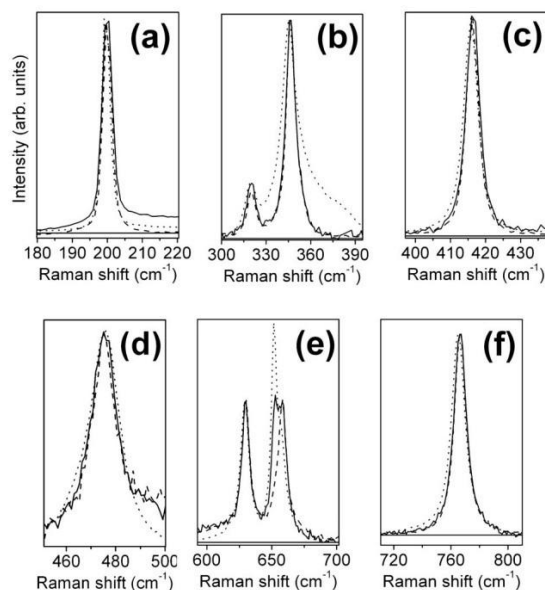 (a) (b) (c)
Intensity (arb. units)
180 190 200 210 220 300 330 360 390 400 410 420 430
Raman shift (cm-1) Raman shift (cm-1) Raman shift (cm-1)
(d) (e) (f)
460 480 500 600 650 700 720 760 800
Raman shift (cm-1) Raman shift (cm-1) Raman shift (cm-1)